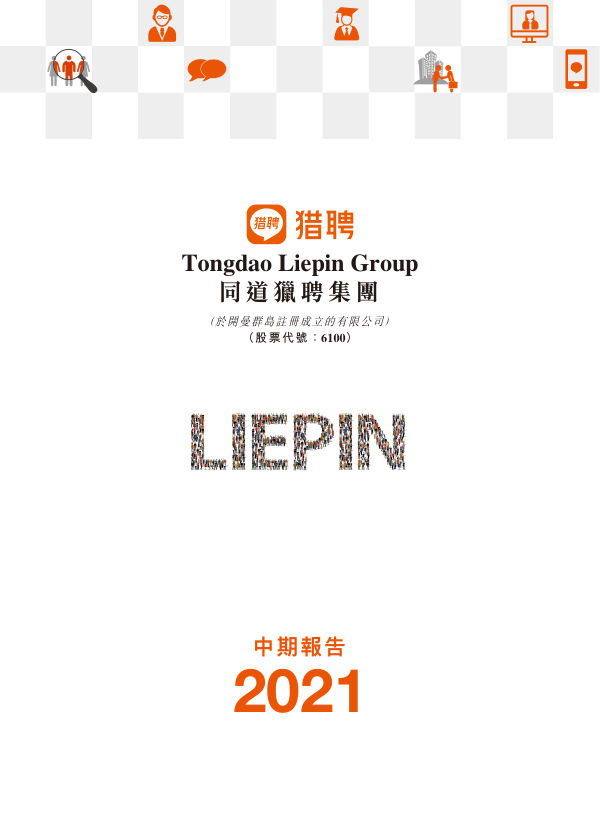 猎聘 猎聘
Tongdao Liepin Group
同道獵聘集團
(於開曼群島註冊成立的有限公司)
(股票代號：6100)
LIEPIN
中期報告
2021